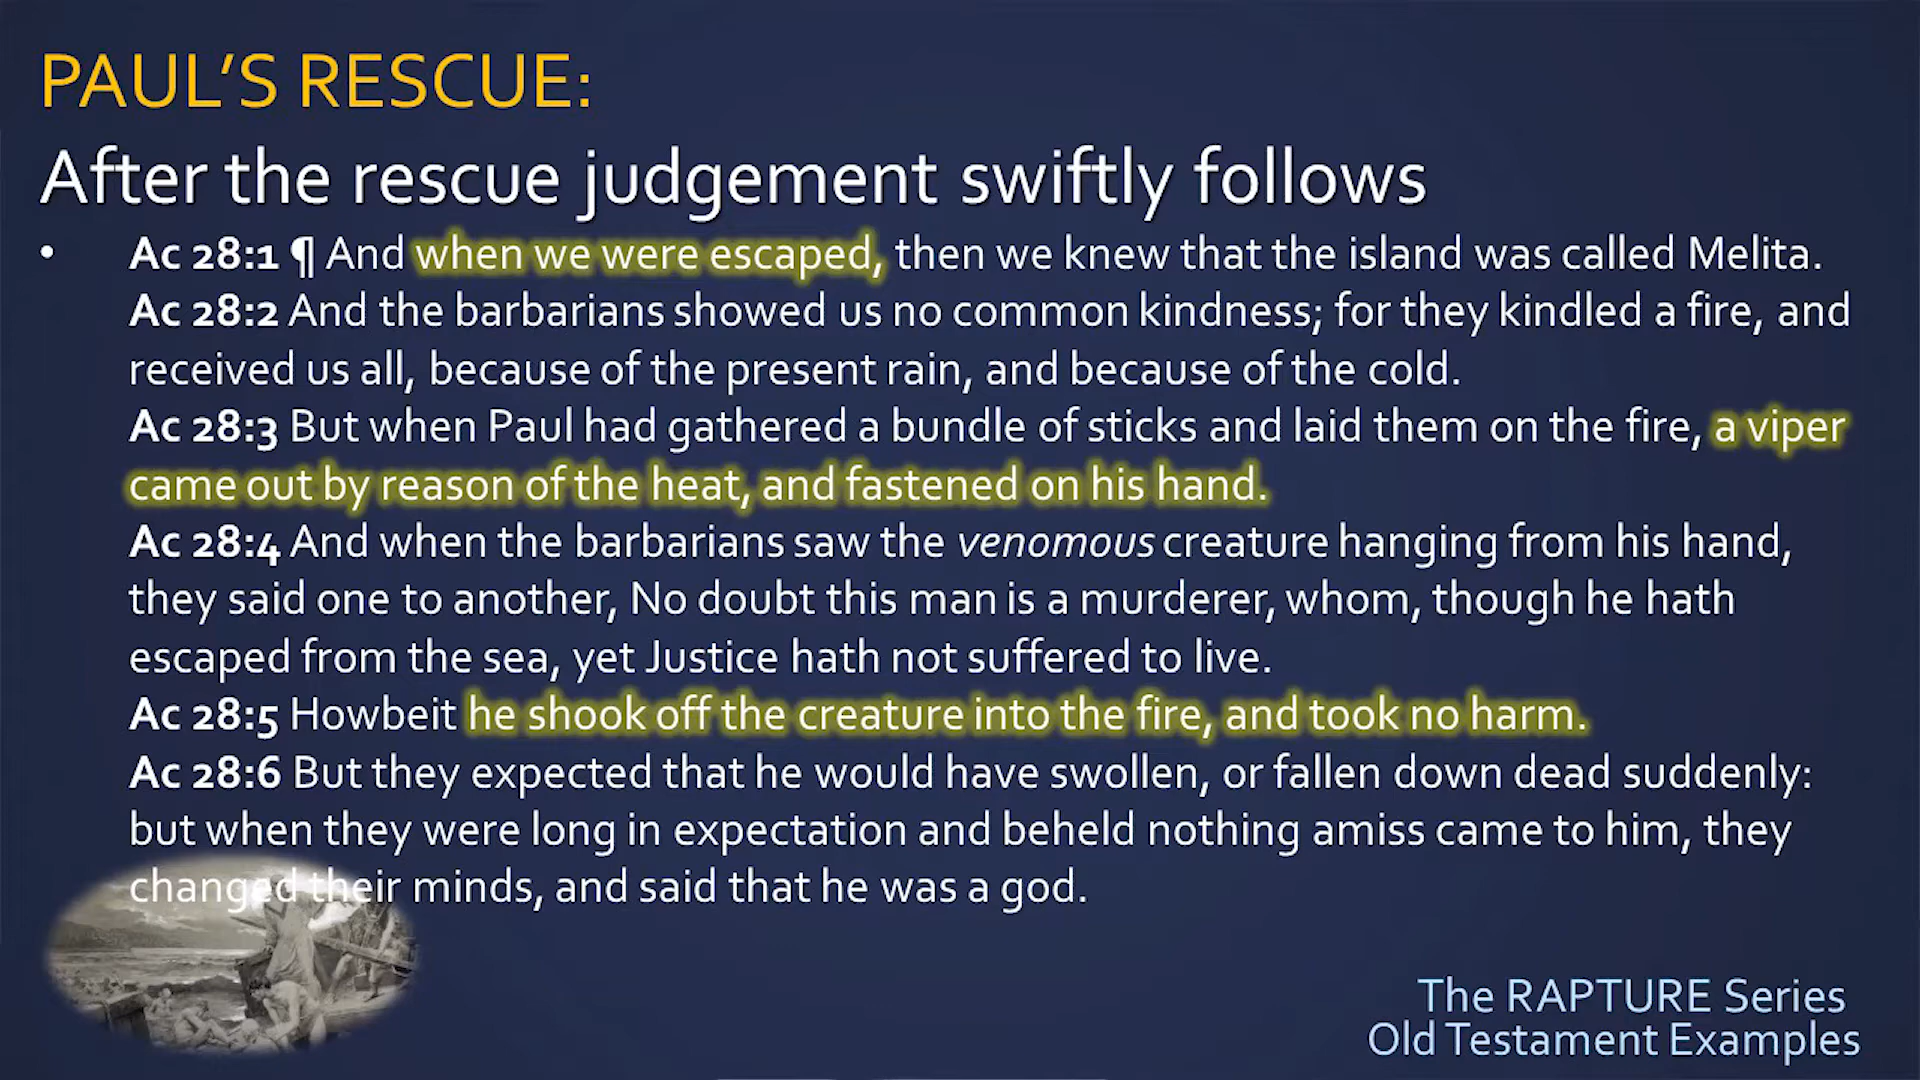 PAUL’S RESCUE:
After the rescue judgement swiftly follows
• Ac 28:1 ¶ And when we were escaped, then we knew that the island was called Melita.
Ac 28:2 And the barbarians showed us no common kindness; for they kindled a fire, and
received us all, because of the present rain, and because of the cold.
Ac 28:3 But when Paul had gathered a bundle of sticks and laid them on the fire, a viper
came out by reason of the heat, and fastened on his hand.
Ac 28:4 And when the barbarians saw the venomous creature hanging from his hand,
they said one to another, No doubt this man is a murderer, whom, though he hath
escaped from the sea, yet Justice hath not suffered to live.
Ac 28:5 Howbeit he shook off the creature into the fire, and took no harm.
Ac 28:6 But they expected that he would have swollen, or fallen down dead suddenly:
but when they were long in expectation and beheld nothing amiss came to him, they
changed their minds, and said that he was a god.
The RAPTURE Series
Old Testament Examples